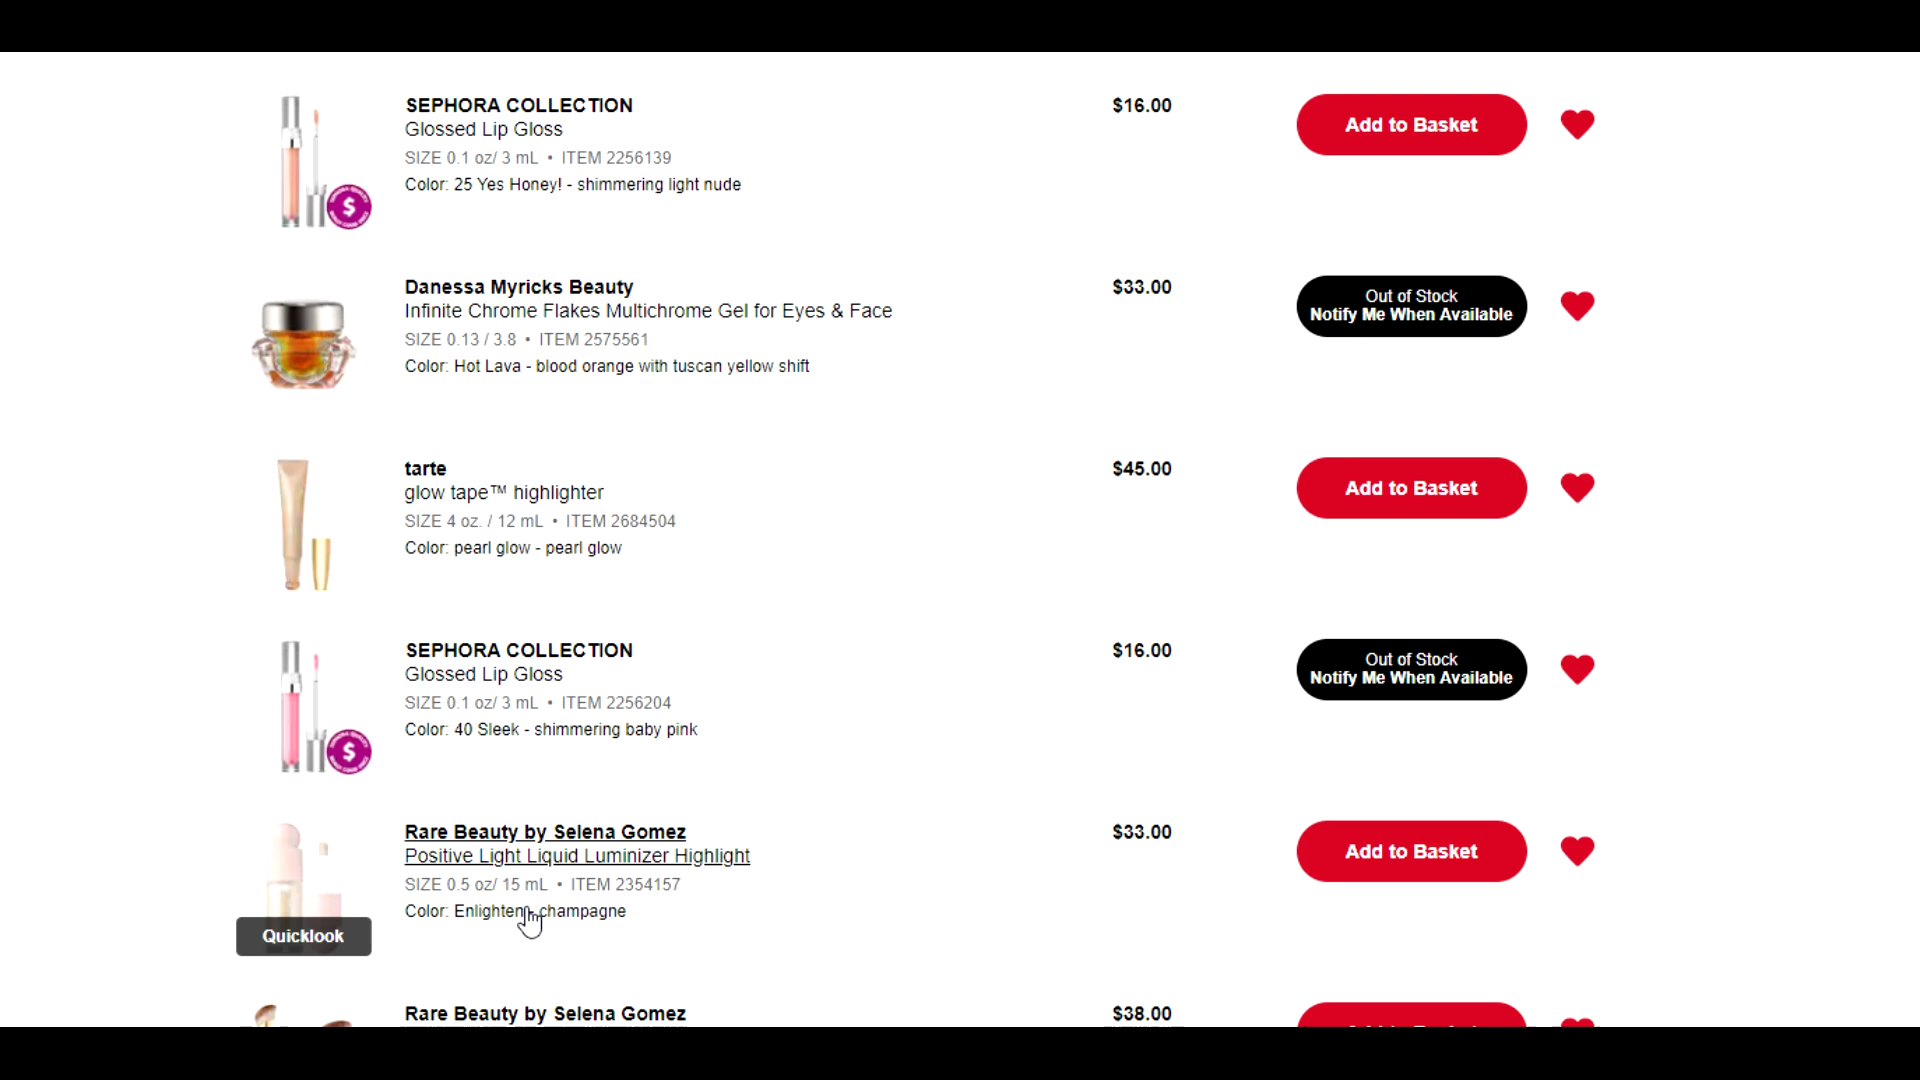 SEPHORA COLLECTION
$16.00
Add to Basket
Glossed Lip Gloss
SIZE 0.1 oz/ 3 mL • ITEM 2256139
Color: 25 Yes Honey! - shimmering light nude
$
Danessa Myricks Beauty
$33.00
Out of Stock
Notify Me When Available
Infinite Chrome Flakes Multichrome Gel for Eyes & Face
SIZE 0.13 / 3.8 • ITEM 2575561
Color: Hot Lava - blood orange with tuscan yellow shift
tarte
$45.00
Add to Basket
glow tape™ highlighter
SIZE 4 oz. / 12 mL • ITEM 2684504
Color: pearl glow - pearl glow
SEPHORA COLLECTION
$16.00
Out of Stock
Notify Me When Available
Glossed Lip Gloss
SIZE 0.1 oz/ 3 mL • ITEM 2256204
Color: 40 Sleek - shimmering baby pink
$
Rare Beauty by Selena Gomez
$33.00
Add to Basket
Positive Light Liquid Luminizer Highlight
SIZE 0.5 oz/ 15 mL • ITEM 2354157
Color: Enlighten - champagne
Quicklook
Rare Beauty by Selena Gomez
$38.00